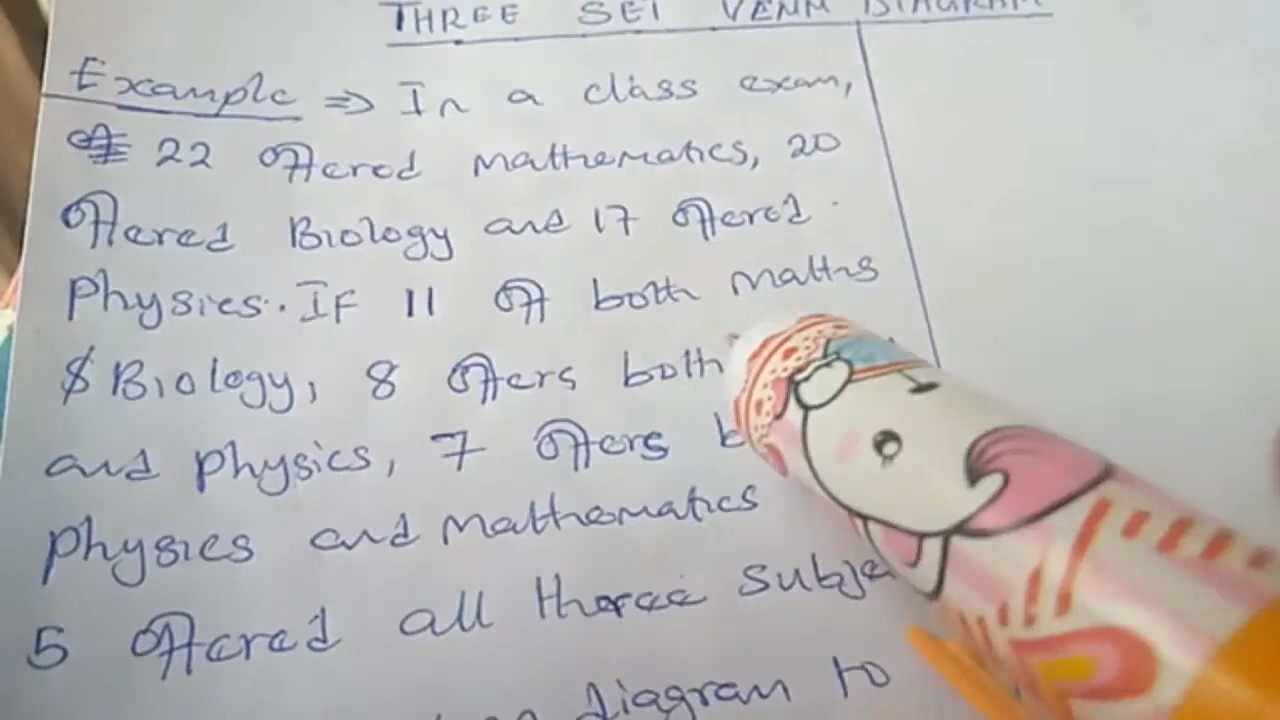 THREE SET VENN DIAGRAM
Example => In a class exam,
22 offered mathematics, 20
offered Biology and 17 offered
physics. If 11 off both maths
$ Biology, 8 offers both
and physics, 7 offers
physics and mathematics
5 offered all three
diagram to